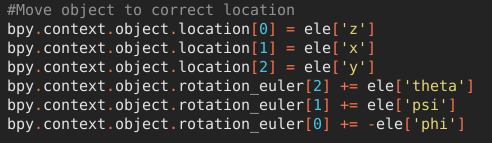 #Move object to correct location
bpy.context.object.location[0] = ele['z']
bpy.context.object.location[1] = ele['x']
bpy.context.object.location[2] = ele['y']
bpy.context.object.rotation_euler[2] += ele['theta']
bpy.context.object.rotation_euler[1] += ele['psi']
bpy.context.object.rotation_euler[0] += -ele['phi']